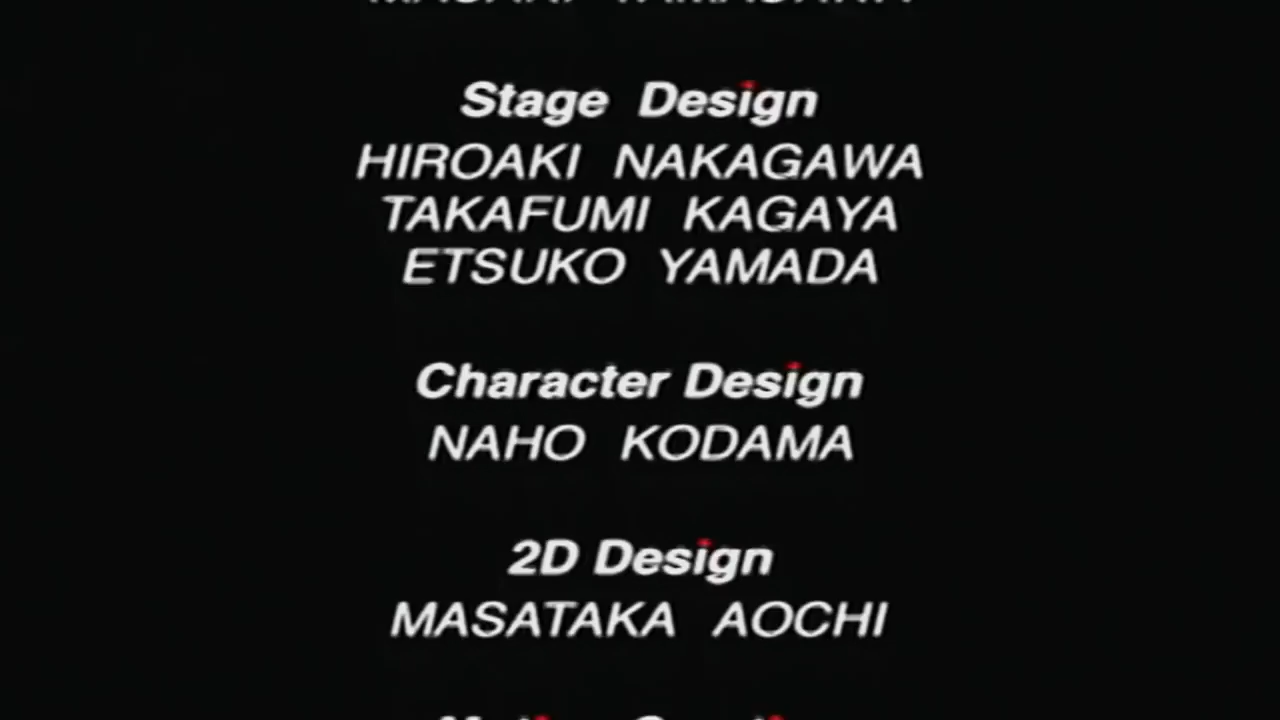 Stage Design
HIROAKI NAKAGAWA
TAKAFUMI KAGAYA
ETSUKO YAMADA
Character Design
NAHO KODAMA
2D Design
MASATAKA AOCHI